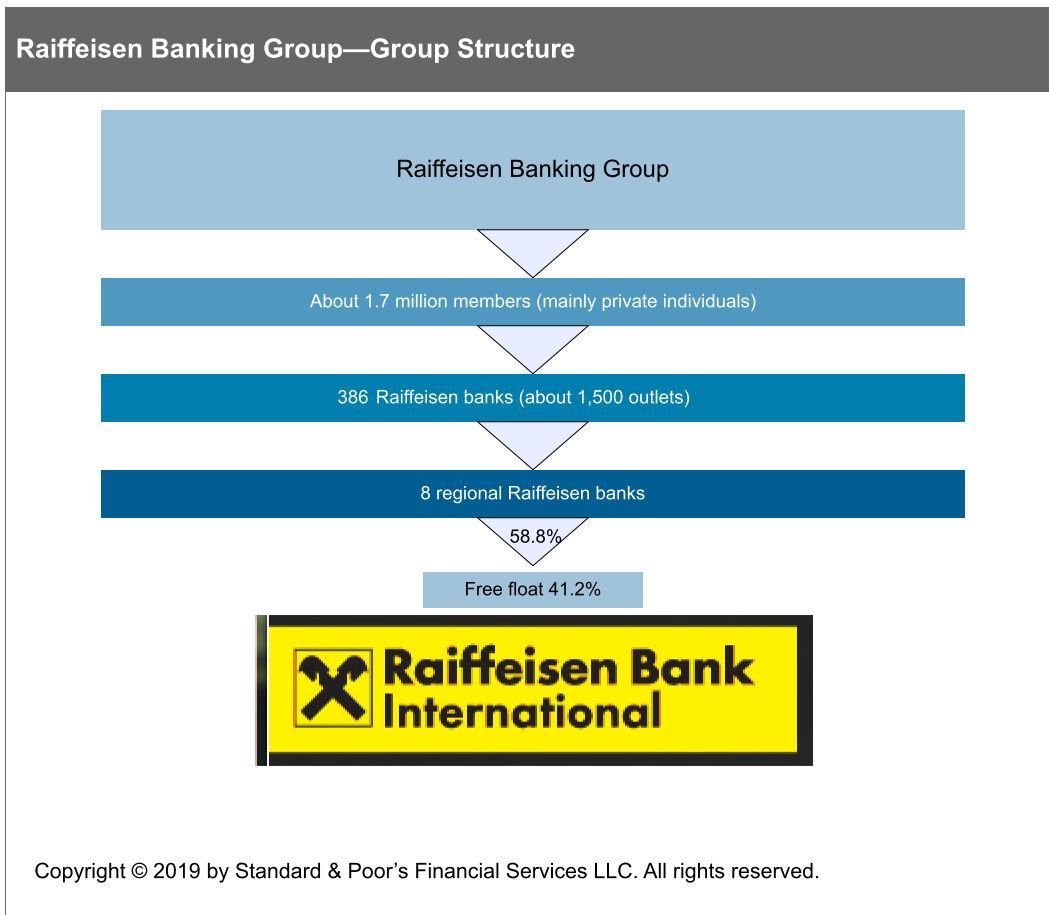 Raiffeisen Banking Group—Group Structure
Raiffeisen Banking Group
About 1.7 million members (mainly private individuals)
386 Raiffeisen banks (about 1,500 outlets)
8 regional Raiffeisen banks
58.8%
Free float 41.2%
Raiffeisen Bank
International
Copyright © 2019 by Standard & Poor’s Financial Services LLC. All rights reserved.